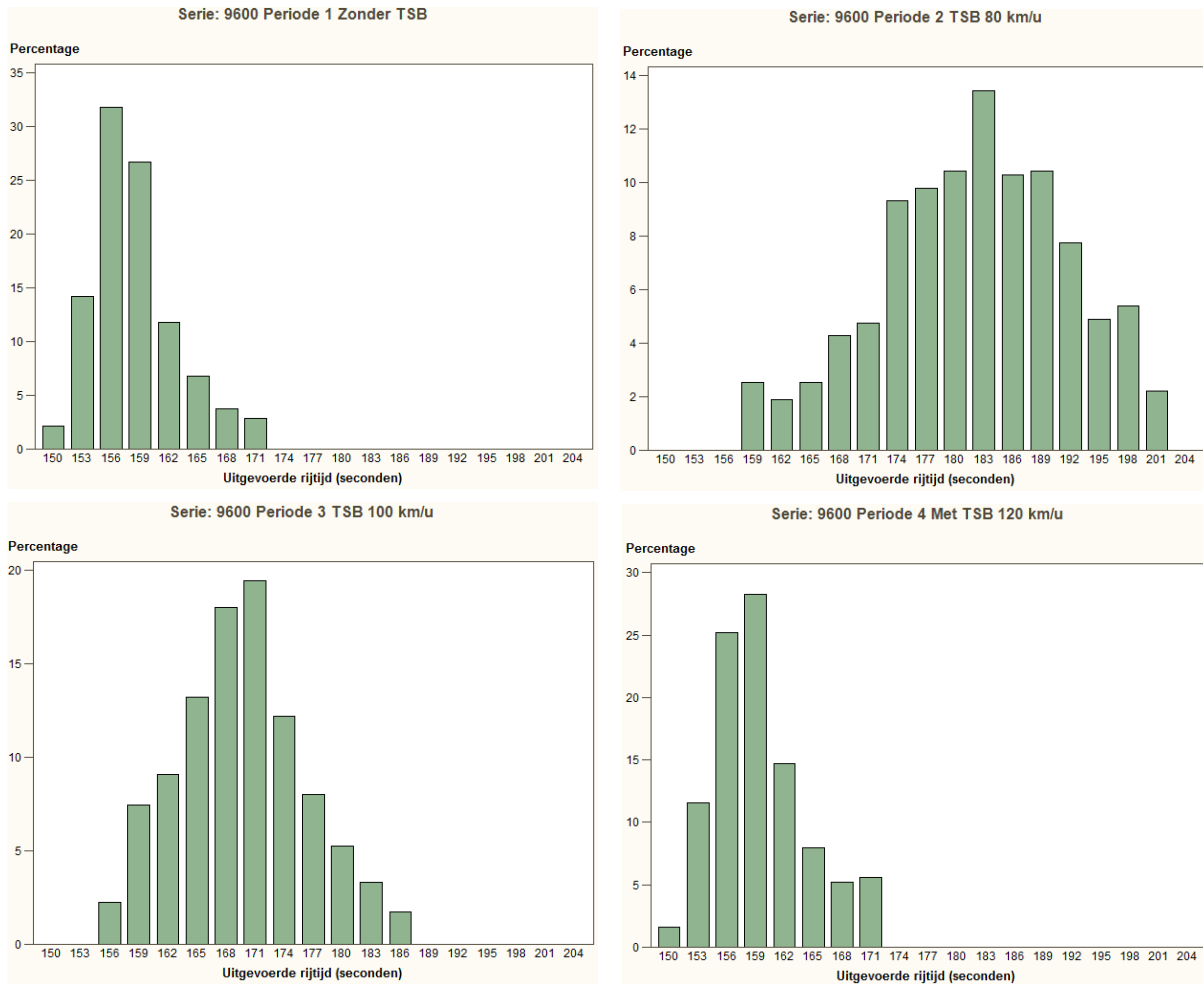 Serie: 9600 Periode 1 Zonder TSB
Percentage
35
30
25
20
15
10
5
0
150 153 156 159 162 165 168 171 174 177 180 183 186 189 192 195 198 201 204
Uitgevoerde rijtijd (seconden)
Serie: 9600 Periode 2 TSB 80 km/u
Percentage
14
12
10
8
6
4
2
0
150 153 156 159 162 165 168 171 174 177 180 183 186 189 192 195 198 201 204
Uitgevoerde rijtijd (seconden)
Serie: 9600 Periode 3 TSB 100 km/u
Percentage
20
15
10
5
0
150 153 156 159 162 165 168 171 174 177 180 183 186 189 192 195 198 201 204
Uitgevoerde rijtijd (seconden)
Serie: 9600 Periode 4 Met TSB 120 km/u
Percentage
30
25
20
15
10
5
0
150 153 156 159 162 165 168 171 174 177 180 183 186 189 192 195 198 201 204
Uitgevoerde rijtijd (seconden)